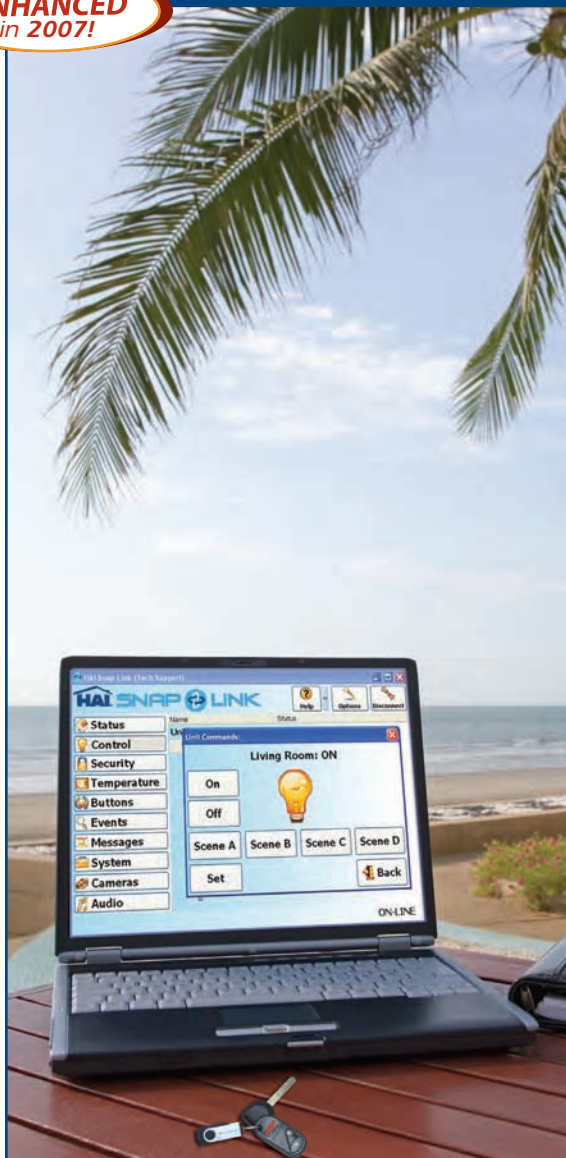 ENHANCED
in 2007!
HAI Snap Link (Tech Support)
HAI SNAP LINK
Help
Options
Disconnect
Name Status
Status
Un
Control
Security
Temperature
Buttons
Events
Messages
System
Cameras
Audio
Unit Commands:
Living Room: ON
On
Off
Scene A Scene B Scene C Scene D
Set
Back
ON-LINE